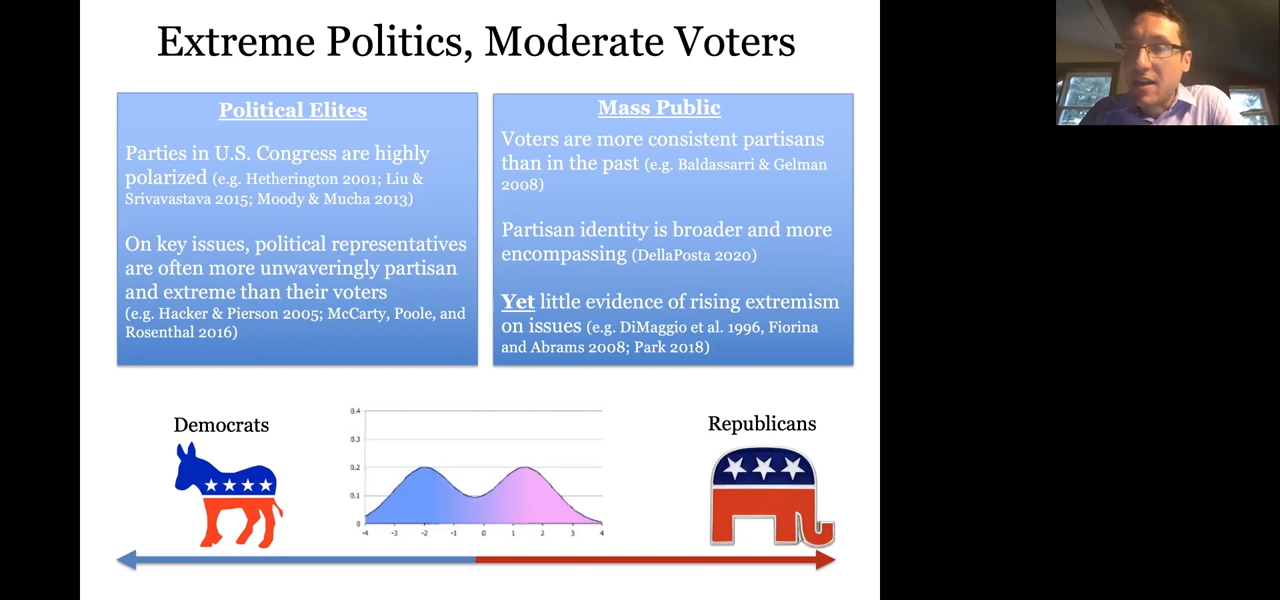 Extreme Politics, Moderate Voters
Political Elites
Parties in U.S. Congress are highly
polarized (e.g. Hetherington 2001; Liu &
Srivavastava 2015; Moody & Mucha 2013)
On key issues, political representatives
are often more unwaveringly partisan
and extreme than their voters
(e.g. Hacker & Pierson 2005; McCarty, Poole, and
Rosenthal 2016)
Mass Public
Voters are more consistent partisans
than in the past (e.g. Baldassarri & Gelman
2008)
Partisan identity is broader and more
encompassing (DellaPosta 2020)
Yet little evidence of rising extremism
on issues (e.g. DiMaggio et al. 1996, Fiorina
and Abrams 2008; Park 2018)
Democrats
0.4
0.3
0.2
0.1
0
-4 -3 -2 -1 0 1 2 3 4
Republicans